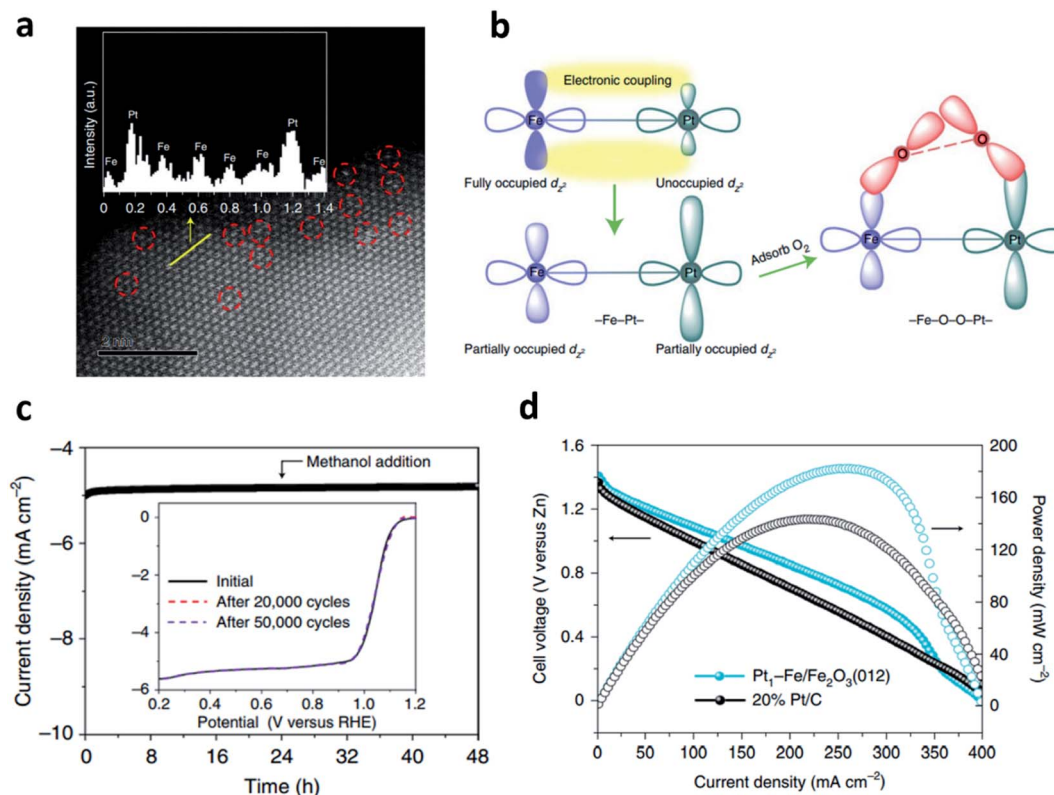 a
Intensity (a.u.)
Fe
Pt
Fe
Fe
Fe
Fe
Pt
Fe
0 0.2 0.4 0.6 0.8 1.0 1.2 1.4
2 nm
b
Electronic coupling
Fe
Pt
Fully occupied dz²
Unoccupied dz²
Fe
Pt
–Fe–Pt–
Partially occupied dz²
Partially occupied dz²
Adsorb O₂
O
O
Fe
Pt
–Fe–O–O–Pt–
c
Current density (mA cm⁻²)
−4
−6
−8
−10
Methanol addition
0
−2
−4
−6
Initial
After 20,000 cycles
After 50,000 cycles
0.2 0.4 0.6 0.8 1.0 1.2
Potential (V versus RHE)
0 8 16 24 32 40 48
Time (h)
d
Cell voltage (V versus Zn)
1.6
1.2
0.8
0.4
0
Power density (mW cm⁻²)
200
160
120
80
40
0
Pt₁–Fe/Fe₂O₃(012)
20% Pt/C
0 50 100 150 200 250 300 350 400
Current density (mA cm⁻²)